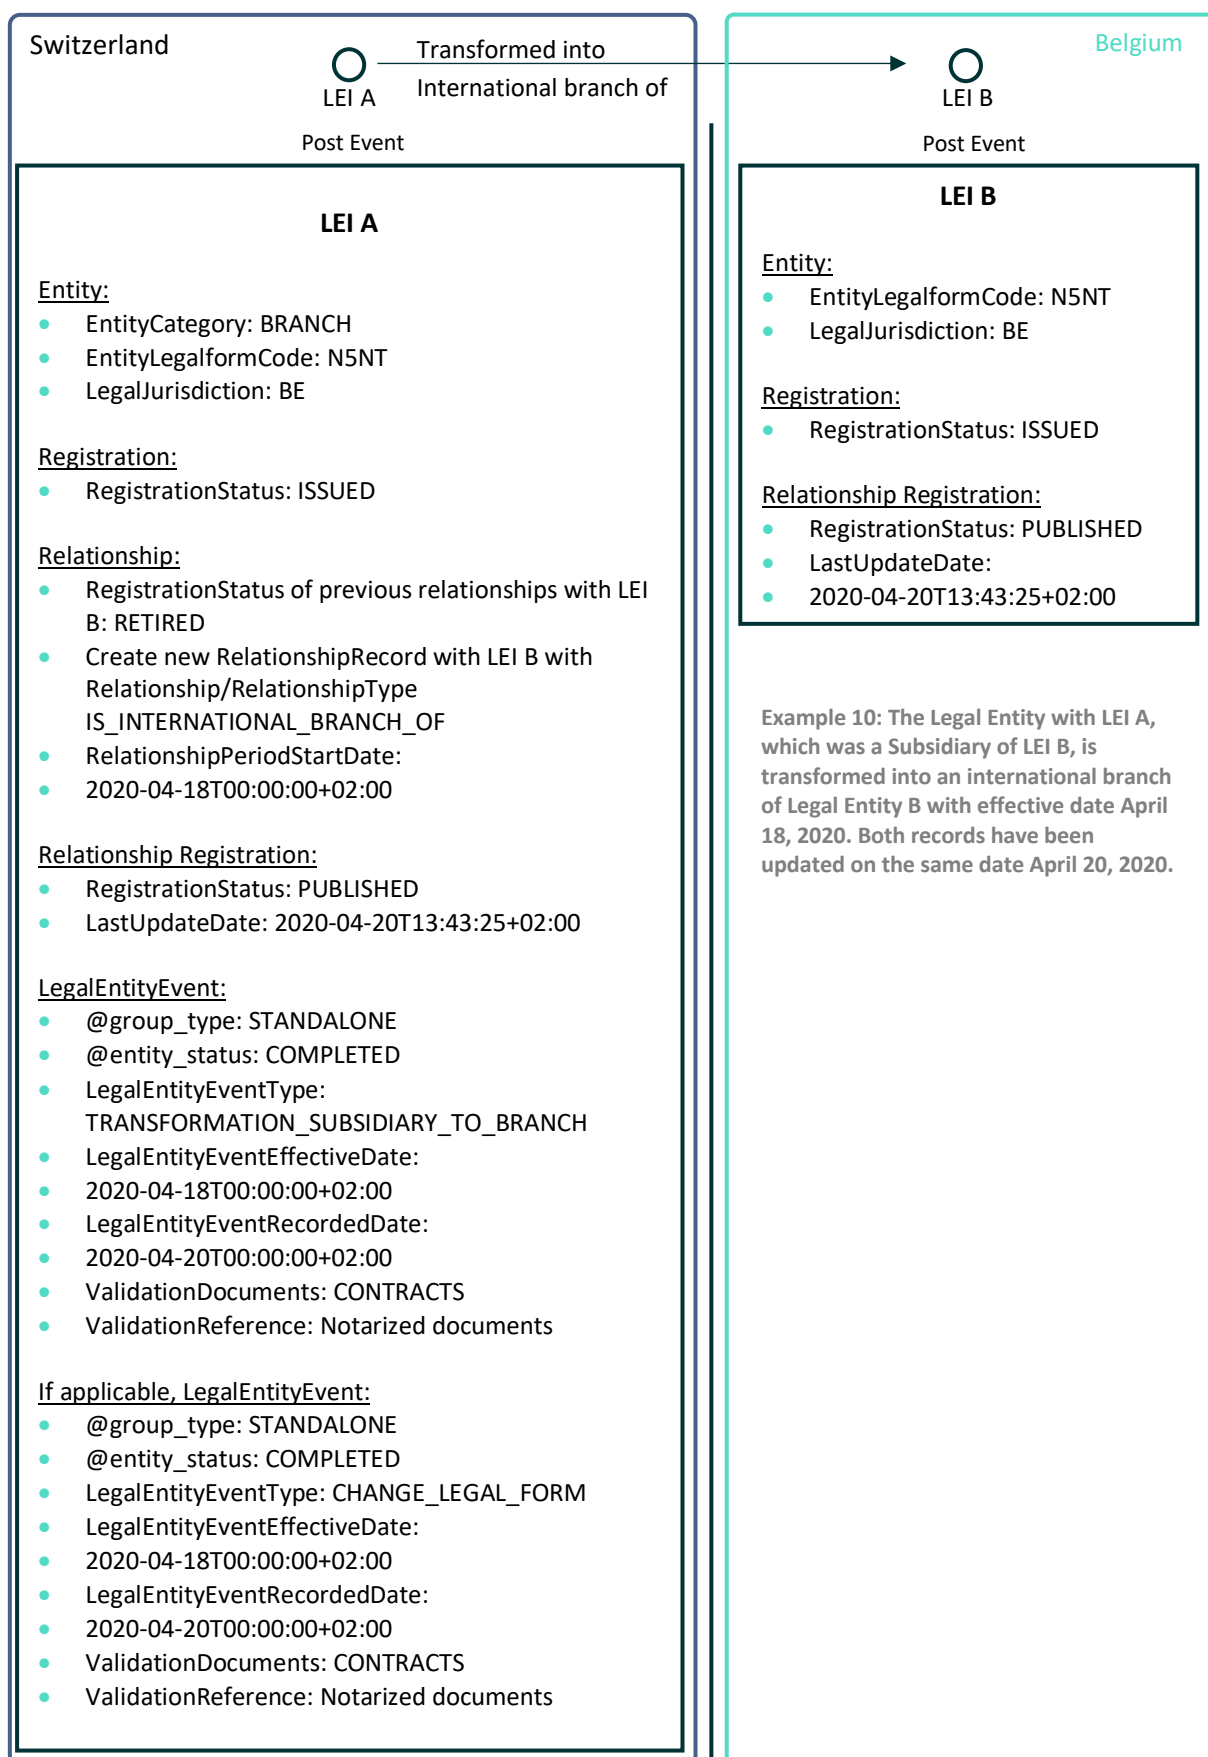 Switzerland
Transformed into
International branch of
LEI A
Post Event
LEI A
Entity:
• EntityCategory: BRANCH
• EntityLegalformCode: N5NT
• LegalJurisdiction: BE
Registration:
• RegistrationStatus: ISSUED
Relationship:
• RegistrationStatus of previous relationships with LEI
B: RETIRED
• Create new RelationshipRecord with LEI B with
Relationship/RelationshipType
IS_INTERNATIONAL_BRANCH_OF
• RelationshipPeriodStartDate:
• 2020-04-18T00:00:00+02:00
Relationship Registration:
• RegistrationStatus: PUBLISHED
• LastUpdateDate: 2020-04-20T13:43:25+02:00
LegalEntityEvent:
• @group_type: STANDALONE
• @entity_status: COMPLETED
• LegalEntityEventType:
TRANSFORMATION_SUBSIDIARY_TO_BRANCH
• LegalEntityEventEffectiveDate:
• 2020-04-18T00:00:00+02:00
• LegalEntityEventRecordedDate:
• 2020-04-20T00:00:00+02:00
• ValidationDocuments: CONTRACTS
• ValidationReference: Notarized documents
If applicable, LegalEntityEvent:
• @group_type: STANDALONE
• @entity_status: COMPLETED
• LegalEntityEventType: CHANGE_LEGAL_FORM
• LegalEntityEventEffectiveDate:
• 2020-04-18T00:00:00+02:00
• LegalEntityEventRecordedDate:
• 2020-04-20T00:00:00+02:00
• ValidationDocuments: CONTRACTS
• ValidationReference: Notarized documents
Belgium
LEI B
Post Event
LEI B
Entity:
• EntityLegalformCode: N5NT
• LegalJurisdiction: BE
Registration:
• RegistrationStatus: ISSUED
Relationship Registration:
• RegistrationStatus: PUBLISHED
• LastUpdateDate:
• 2020-04-20T13:43:25+02:00
Example 10: The Legal Entity with LEI A,
which was a Subsidiary of LEI B, is
transformed into an international branch
of Legal Entity B with effective date April
18, 2020. Both records have been
updated on the same date April 20, 2020.